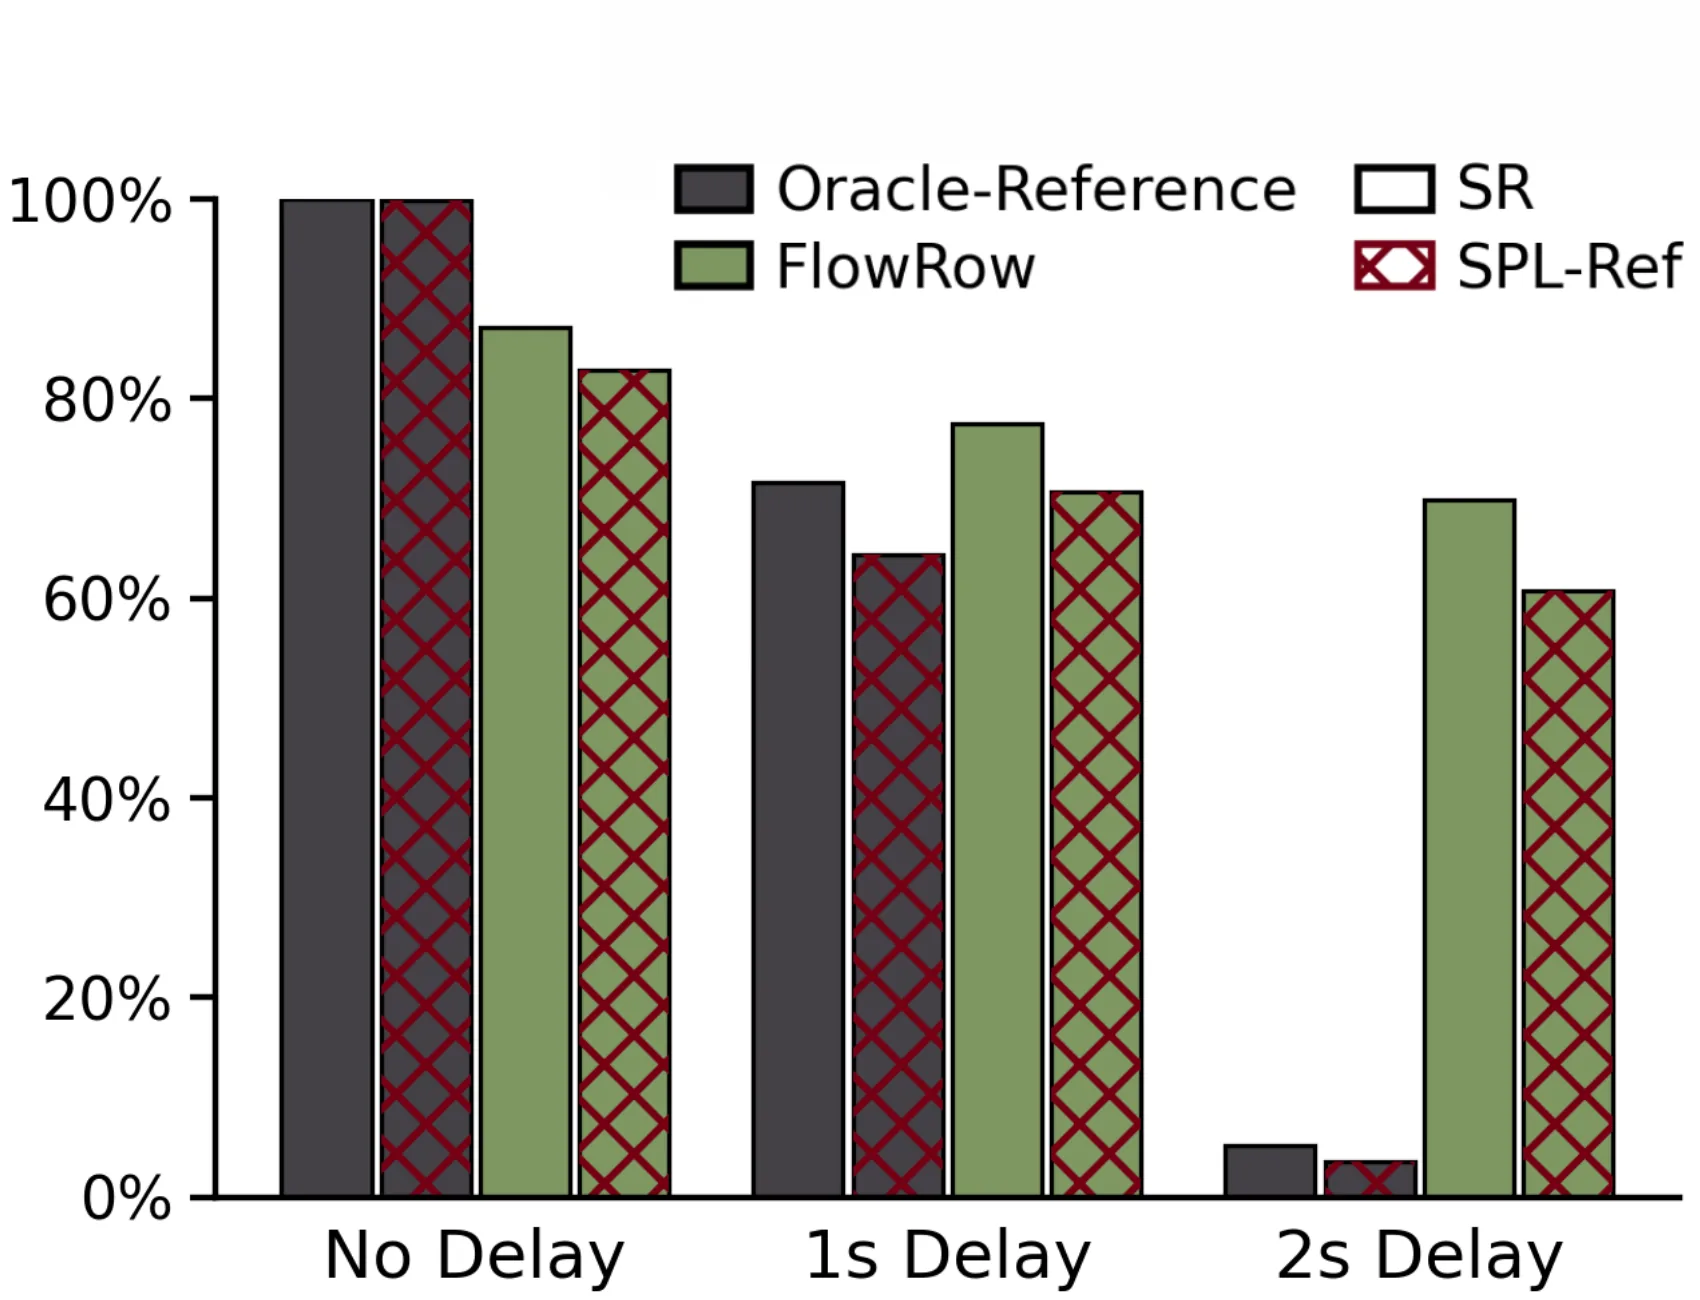 Oracle-Reference
SR
FlowRow
SPL-Ref
100%
80%
60%
40%
20%
0%
No Delay
1s Delay
2s Delay